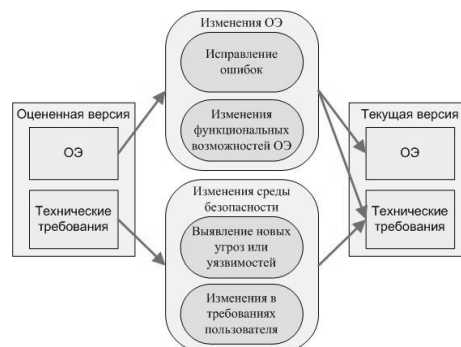 Изменения ОЭ
Исправление
ошибок
Изменения
функциональных
возможностей ОЭ
Оцененная версия
ОЭ
Технические
требования
Изменения среды
безопасности
Выявление новых
угроз или
уязвимостей
Изменения в
требованиях
пользователя
Текущая версия
ОЭ
Технические
требования